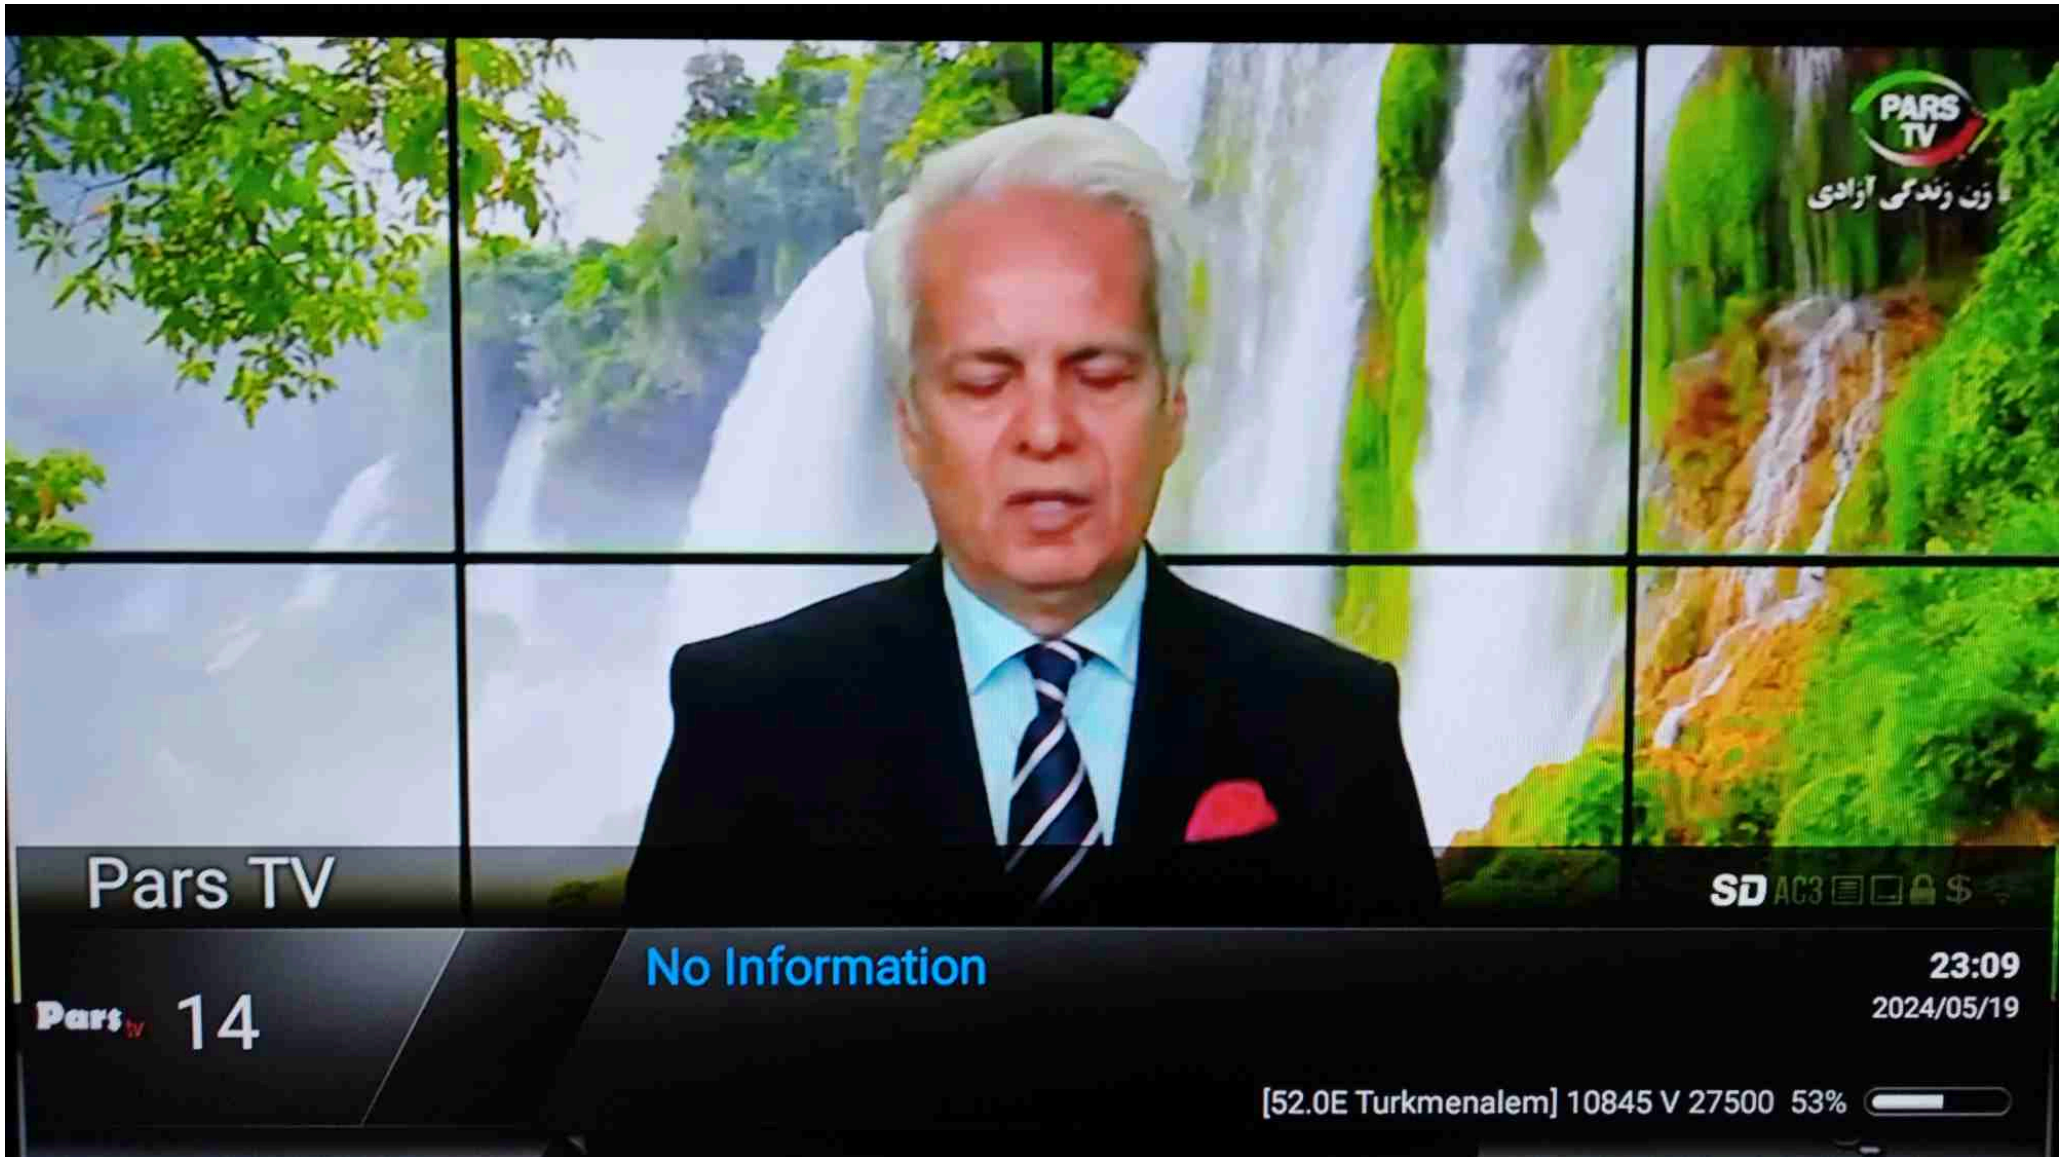 PARS
TV
زن زندگی آزادی
Pars TV
SD AC3 $
No Information
23:09
Pars tv 14
2024/05/19
[52.0E Turkmenalem] 10845 V 27500 53%